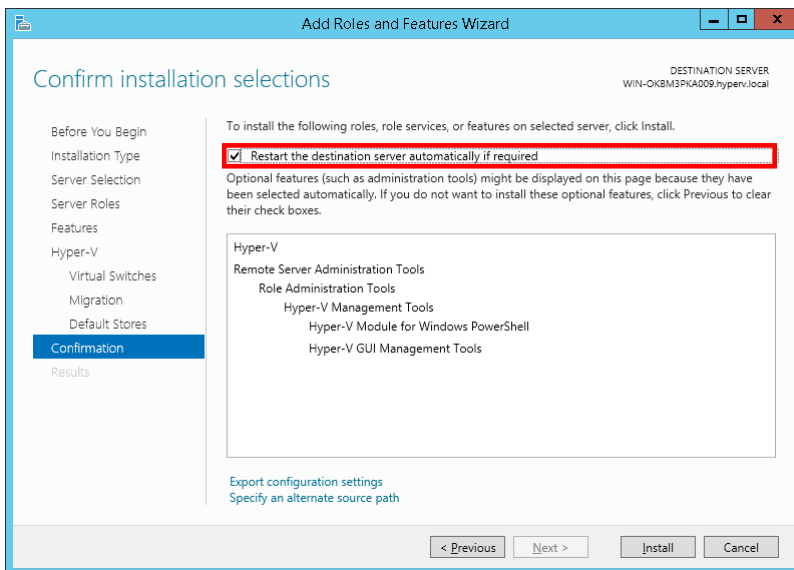 Add Roles and Features Wizard
Confirm installation selections
DESTINATION SERVER
WIN-OKBM3PKA009.hyperv.local
Before You Begin
Installation Type
Server Selection
Server Roles
Features
Hyper-V
Virtual Switches
Migration
Default Stores
Confirmation
Results
To install the following roles, role services, or features on selected server, click Install.
Restart the destination server automatically if required
Optional features (such as administration tools) might be displayed on this page because they have
been selected automatically. If you do not want to install these optional features, click Previous to clear
their check boxes.
Hyper-V
Remote Server Administration Tools
Role Administration Tools
Hyper-V Management Tools
Hyper-V Module for Windows PowerShell
Hyper-V GUI Management Tools
Export configuration settings
Specify an alternate source path
< Previous
Next >
Install
Cancel